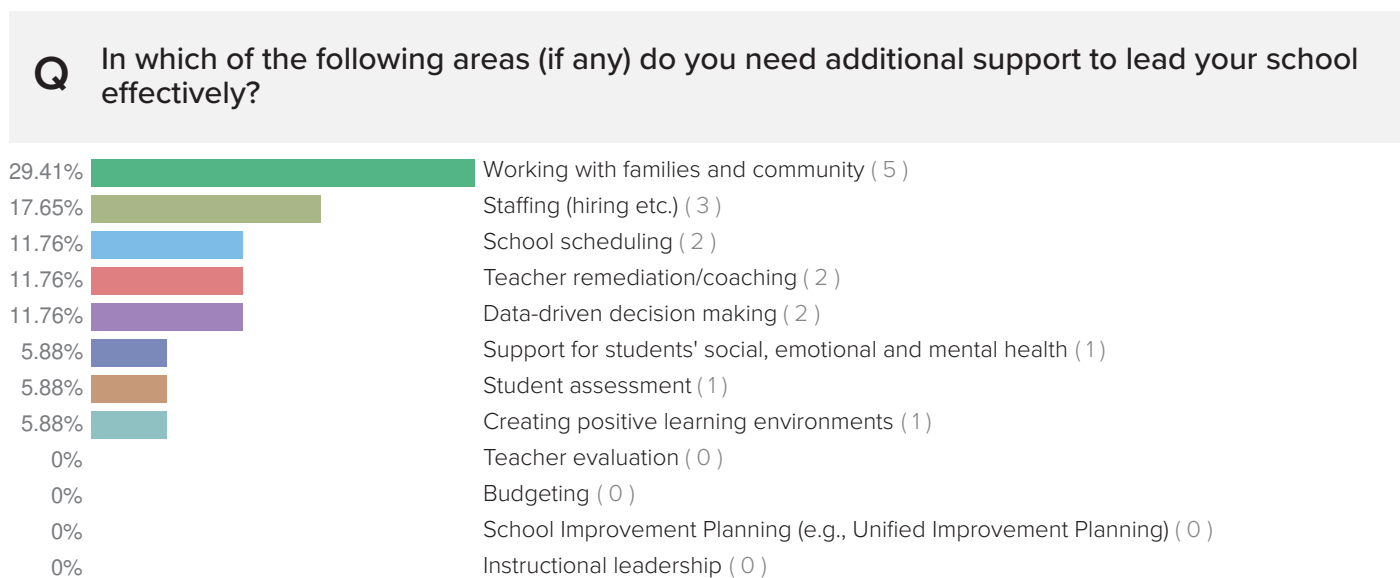 Q In which of the following areas (if any) do you need additional support to lead your school
effectively?
29.41% Working with families and community ( 5 )
17.65% Staffing (hiring etc.) ( 3 )
11.76% School scheduling ( 2 )
11.76% Teacher remediation/coaching ( 2 )
11.76% Data-driven decision making ( 2 )
5.88% Support for students' social, emotional and mental health ( 1 )
5.88% Student assessment ( 1 )
5.88% Creating positive learning environments ( 1 )
0% Teacher evaluation ( 0 )
0% Budgeting ( 0 )
0% School Improvement Planning (e.g., Unified Improvement Planning) ( 0 )
0% Instructional leadership ( 0 )